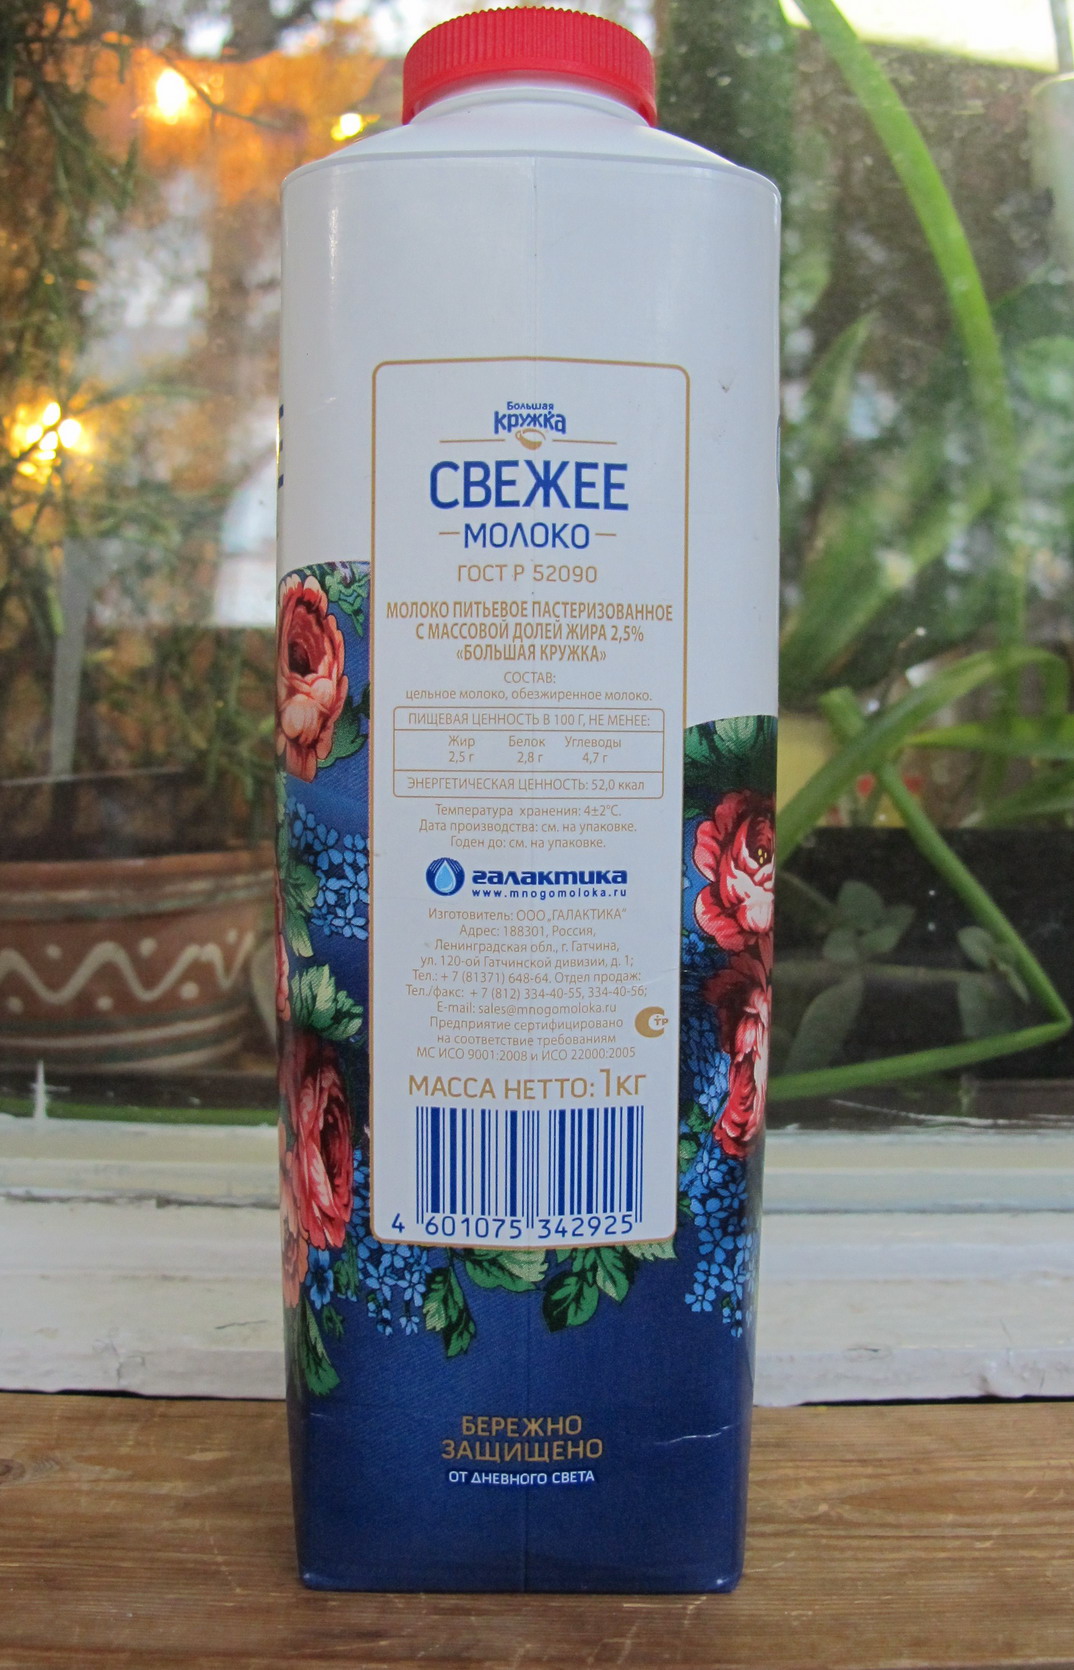 Большая
кружка
СВЕЖЕЕ
МОЛОКО
ГОСТ Р 52090
МОЛОКО ПИТЬЕВОЕ ПАСТЕРИЗОВАННОЕ
С МАССОВОЙ ДОЛЕЙ ЖИРА 2,5%
«БОЛЬШАЯ КРУЖКА»
СОСТАВ:
цельное молоко, обезжиренное молоко.
ПИЩЕВАЯ ЦЕННОСТЬ В 100 Г, НЕ МЕНЕЕ:
Жир Белок Углеводы
2,5 г 2,8 г 4,7 г
ЭНЕРГЕТИЧЕСКАЯ ЦЕННОСТЬ: 52,0 ккал
Температура хранения: 4±2°С.
Дата производства: см. на упаковке.
Годен до: см. на упаковке.
галактика
www.mnogomoloka.ru
Изготовитель: ООО „ГАЛАКТИКА"
Адрес: 188301, Россия,
Ленинградская обл., г. Гатчина,
ул. 120-ой Гатчинской дивизии, д. 1;
Тел.: + 7 (81371) 648-64. Отдел продаж:
Тел./факс: + 7 (812) 334-40-55, 334-40-56;
E-mail: sales@mnogomoloka.ru
Предприятие сертифицировано
на соответствие требованиям
МС ИСО 9001:2008 и ИСО 22000:2005
СТР
МАССА НЕТТО: 1КГ
4 601075 342925
БЕРЕЖНО
ЗАЩИЩЕНО
ОТ ДНЕВНОГО СВЕТА